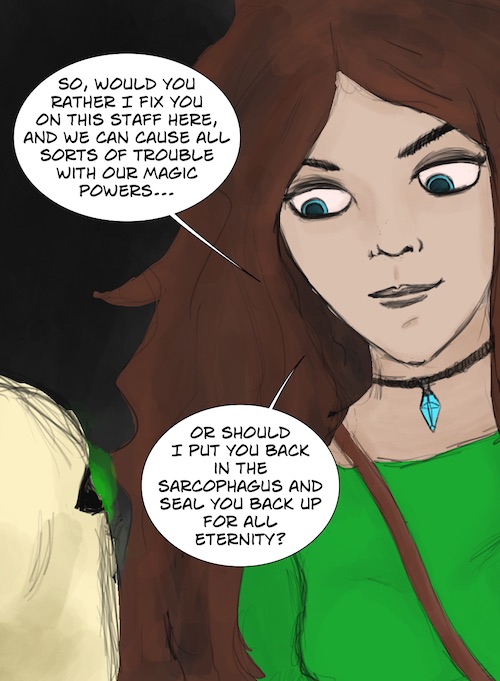 SO, WOULD YOU
RATHER I FIX YOU
ON THIS STAFF HERE,
AND WE CAN CAUSE ALL
SORTS OF TROUBLE
WITH OUR MAGIC
POWERS...
OR SHOULD
I PUT YOU BACK
IN THE
SARCOPHAGUS AND
SEAL YOU BACK UP
FOR ALL
ETERNITY?